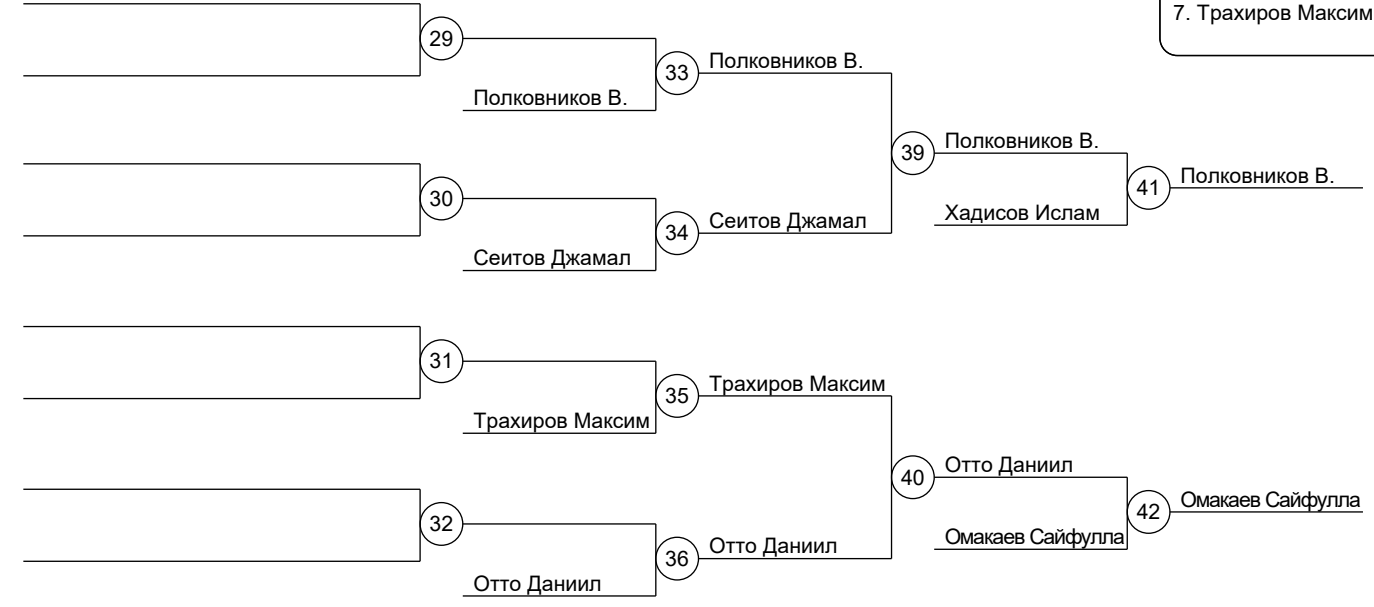 7. Трахиров Максим
29
Полковников В.
33
Полковников В.
39
Полковников В.
41
Полковников В.
Хадисов Ислам
30
Сеитов Джамал
34
Сеитов Джамал
31
Трахиров Максим
35
Трахиров Максим
40
Отто Даниил
42
Омакаев Сайфулла
Омакаев Сайфулла
32
Отто Даниил
36
Отто Даниил